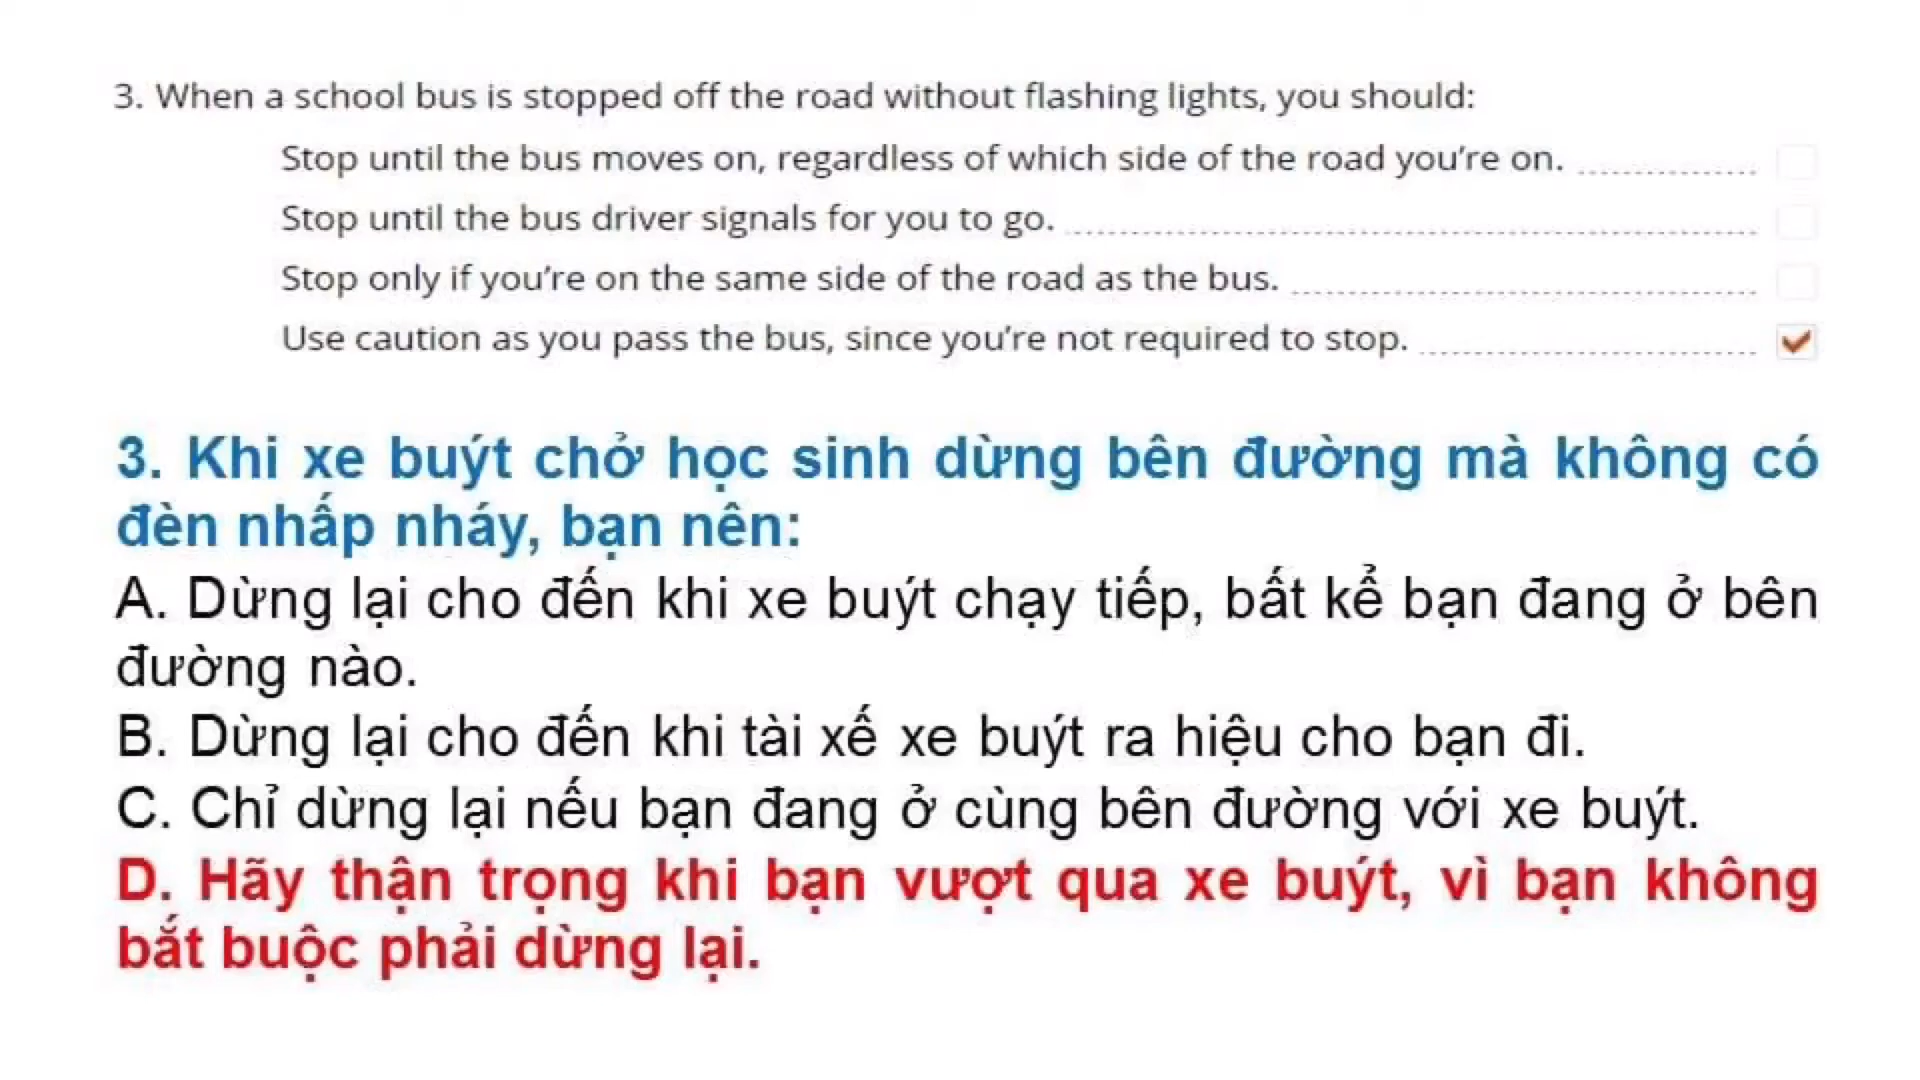 3. When a school bus is stopped off the road without flashing lights, you should:
Stop until the bus moves on, regardless of which side of the road you're on.
Stop until the bus driver signals for you to go.
Stop only if you're on the same side of the road as the bus.
Use caution as you pass the bus, since you're not required to stop.
3. Khi xe buýt chở học sinh dừng bên đường mà không có
đèn nhấp nháy, bạn nên:
A. Dừng lại cho đến khi xe buýt chạy tiếp, bất kể bạn đang ở bên
đường nào.
B. Dừng lại cho đến khi tài xế xe buýt ra hiệu cho bạn đi.
C. Chỉ dừng lại nếu bạn đang ở cùng bên đường với xe buýt.
D. Hãy thận trọng khi bạn vượt qua xe buýt, vì bạn không
bắt buộc phải dừng lại.